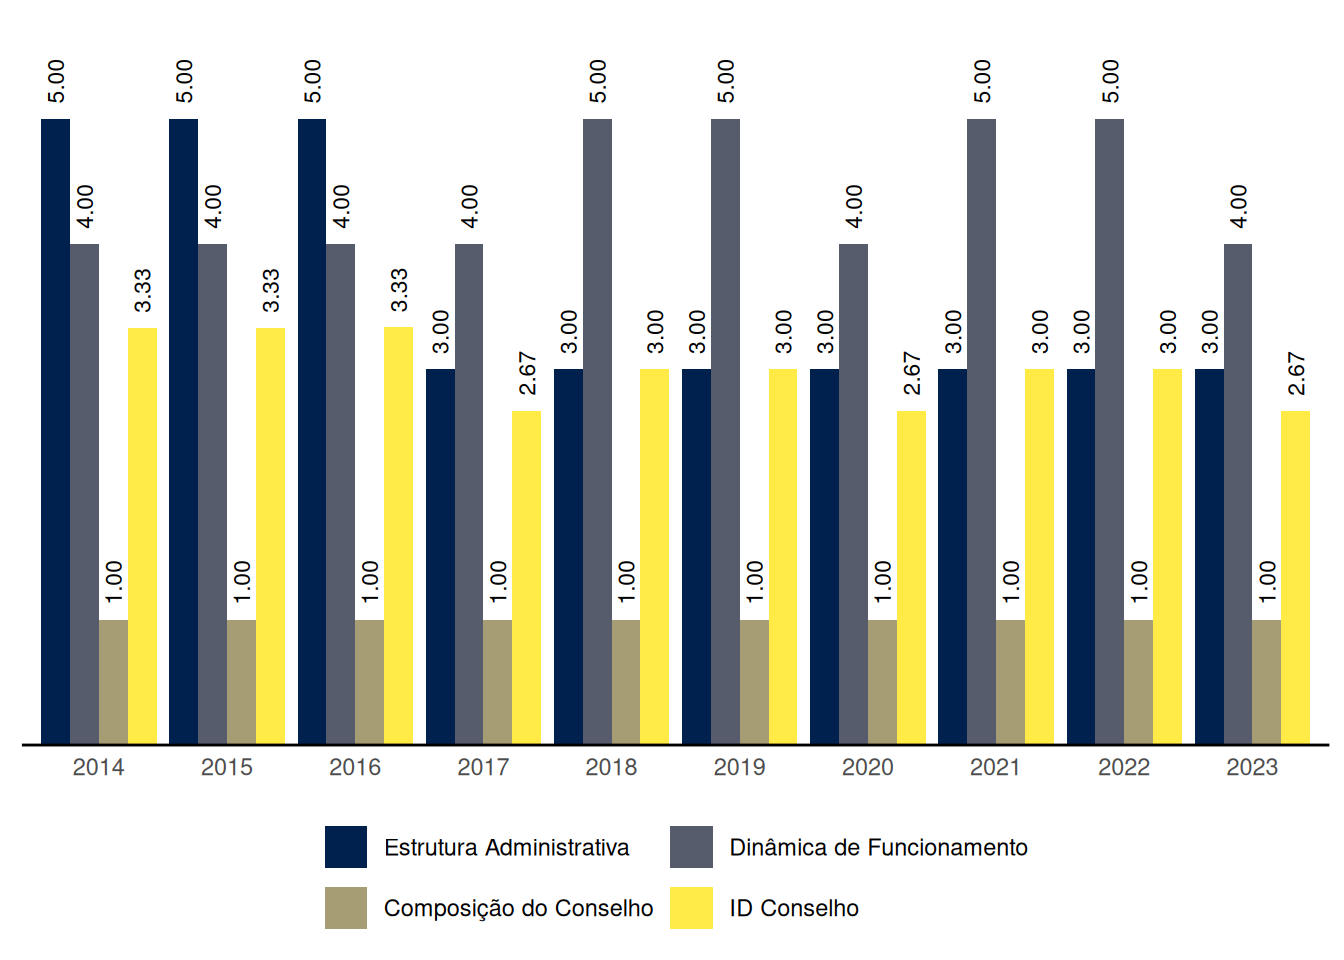 5.00 4.00 1.00 3.33 5.00 4.00 1.00 3.33 5.00 4.00 1.00 3.33 3.00 4.00 1.00 2.67 3.00 5.00 1.00 3.00 3.00 5.00 1.00 3.00 3.00 4.00 1.00 2.67 3.00 5.00 1.00 3.00 3.00 5.00 1.00 3.00 3.00 4.00 1.00 2.67
2014 2015 2016 2017 2018 2019 2020 2021 2022 2023
Estrutura Administrativa Dinâmica de Funcionamento
Composição do Conselho ID Conselho